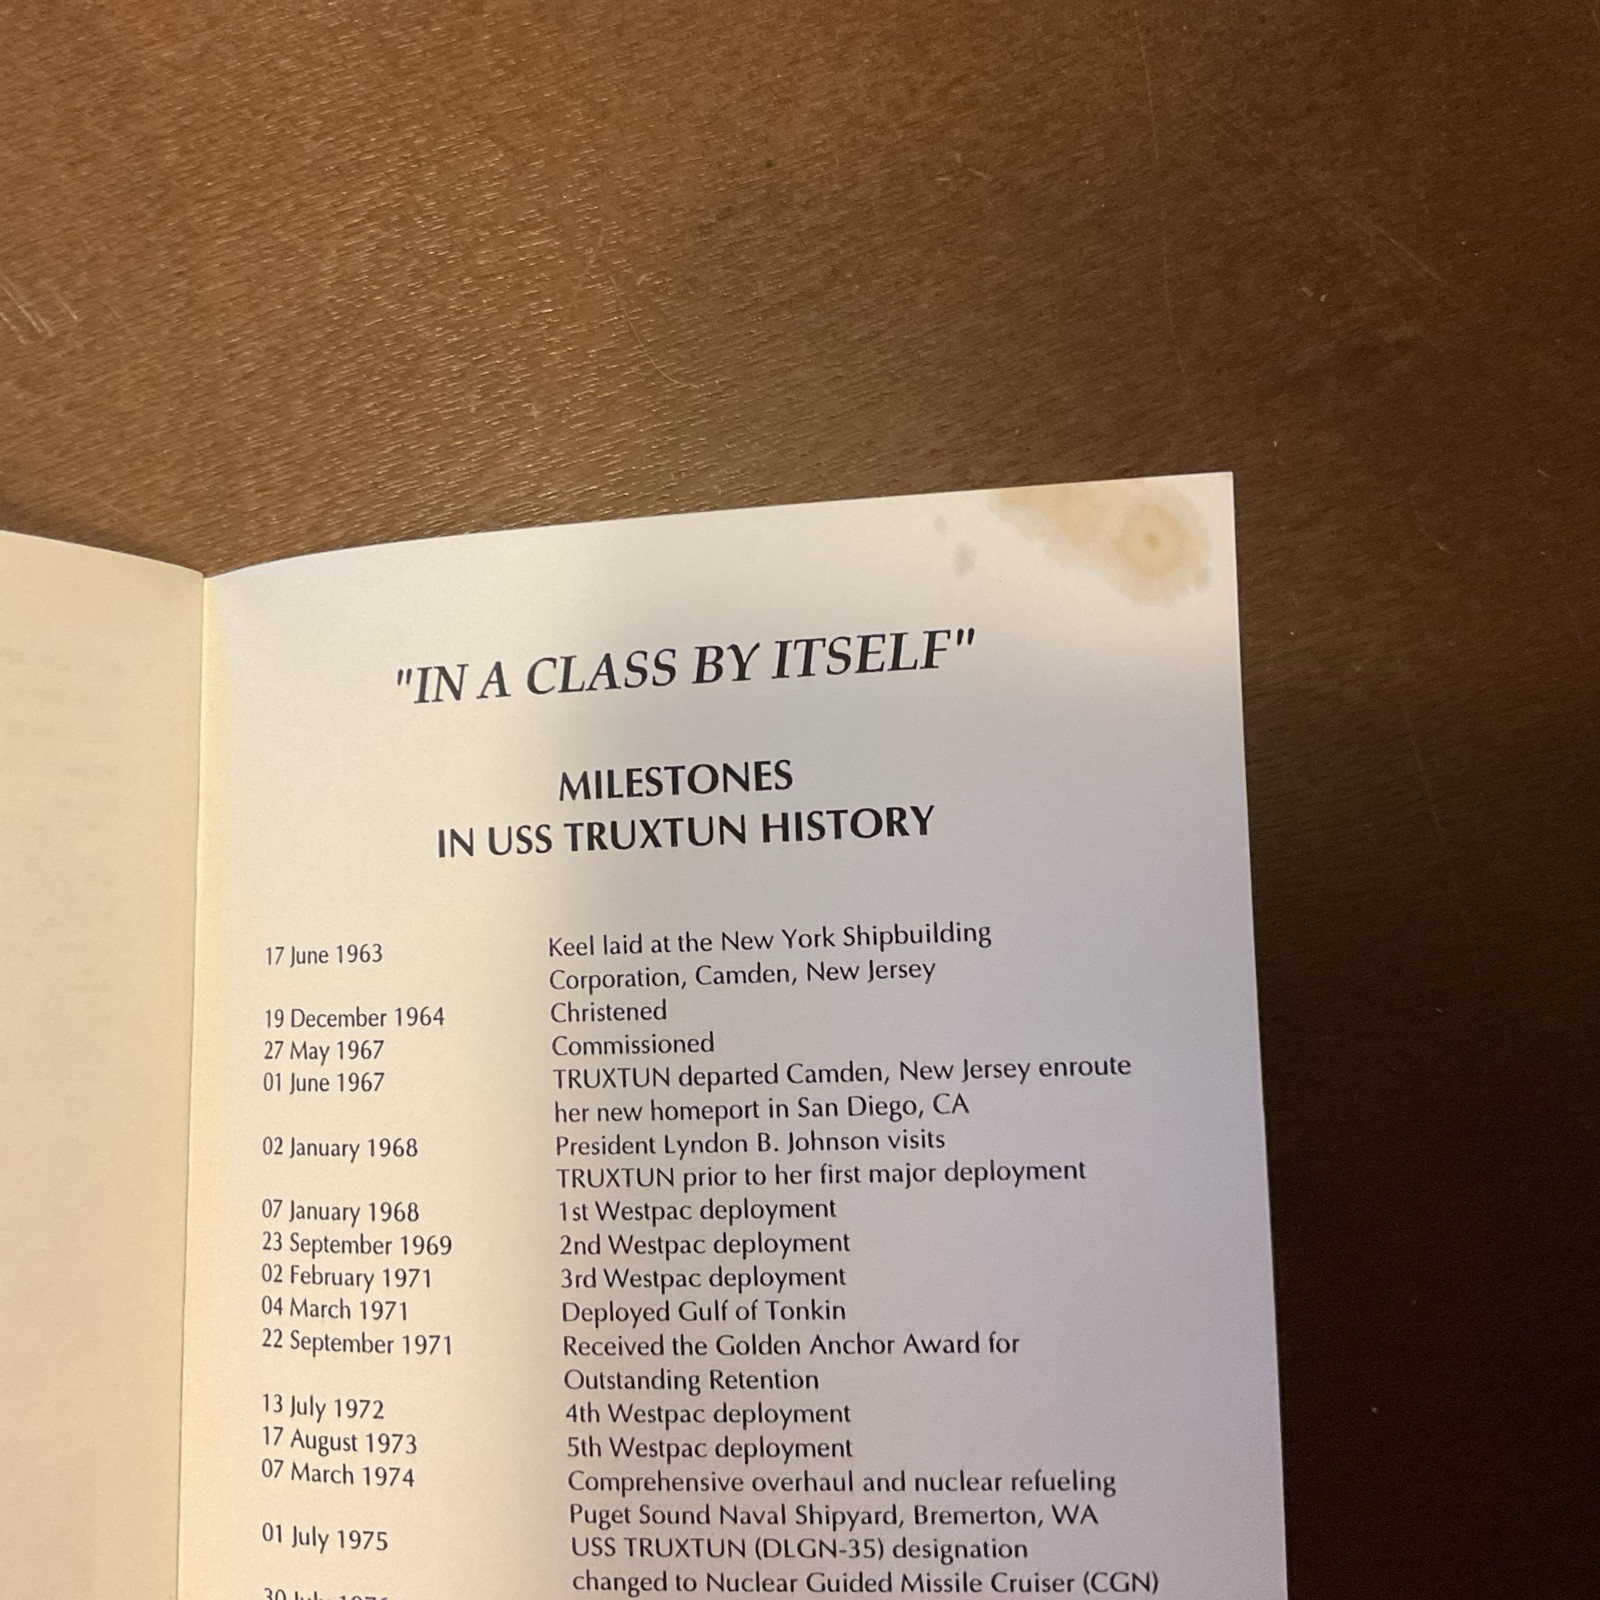 "IN A CLASS BY ITSELF"
MILESTONES
IN USS TRUXTUN HISTORY
17 June 1963 Keel laid at the New York Shipbuilding
Corporation, Camden, New Jersey
19 December 1964 Christened
27 May 1967 Commissioned
01 June 1967 TRUXTUN departed Camden, New Jersey enroute
her new homeport in San Diego, CA
02 January 1968 President Lyndon B. Johnson visits
TRUXTUN prior to her first major deployment
07 January 1968 1st Westpac deployment
23 September 1969 2nd Westpac deployment
02 February 1971 3rd Westpac deployment
04 March 1971 Deployed Gulf of Tonkin
22 September 1971 Received the Golden Anchor Award for
Outstanding Retention
13 July 1972 4th Westpac deployment
17 August 1973 5th Westpac deployment
07 March 1974 Comprehensive overhaul and nuclear refueling
Puget Sound Naval Shipyard, Bremerton, WA
01 July 1975 USS TRUXTUN (DLGN-35) designation
changed to Nuclear Guided Missile Cruiser (CGN)
30 July